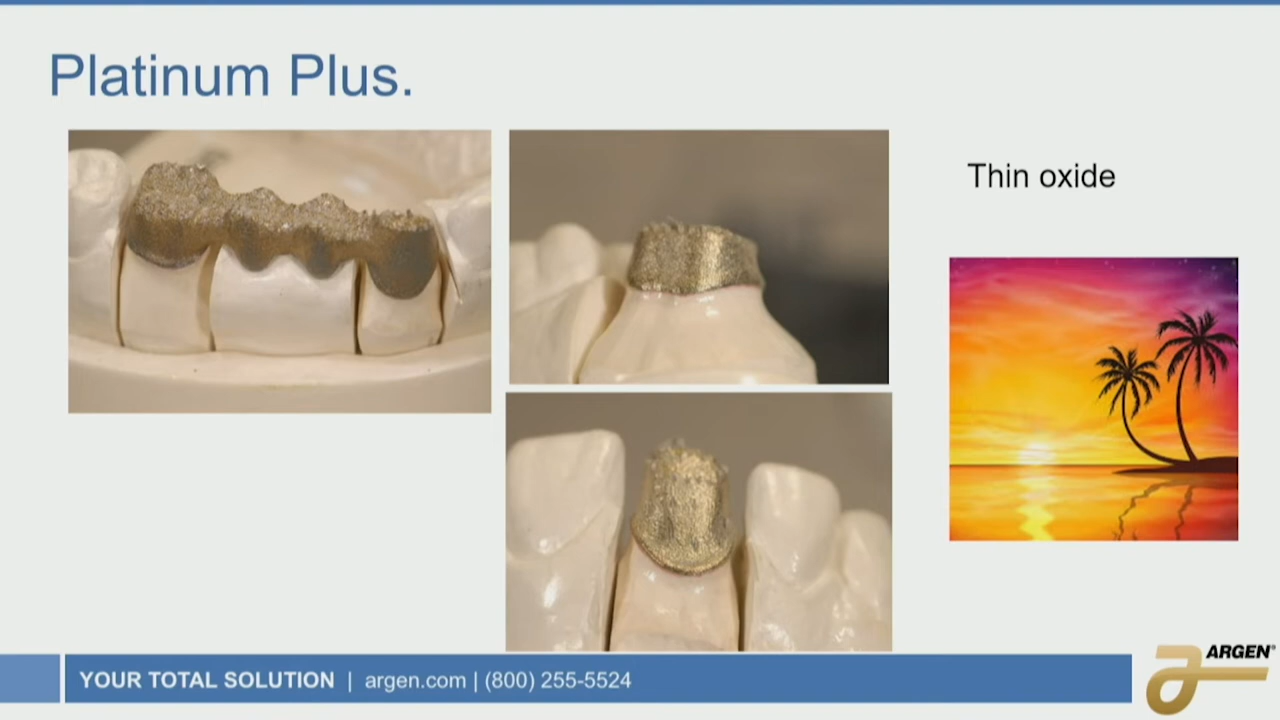 Platinum Plus.
Thin oxide
YOUR TOTAL SOLUTION | argen.com | (800) 255-5524
ARGEN®